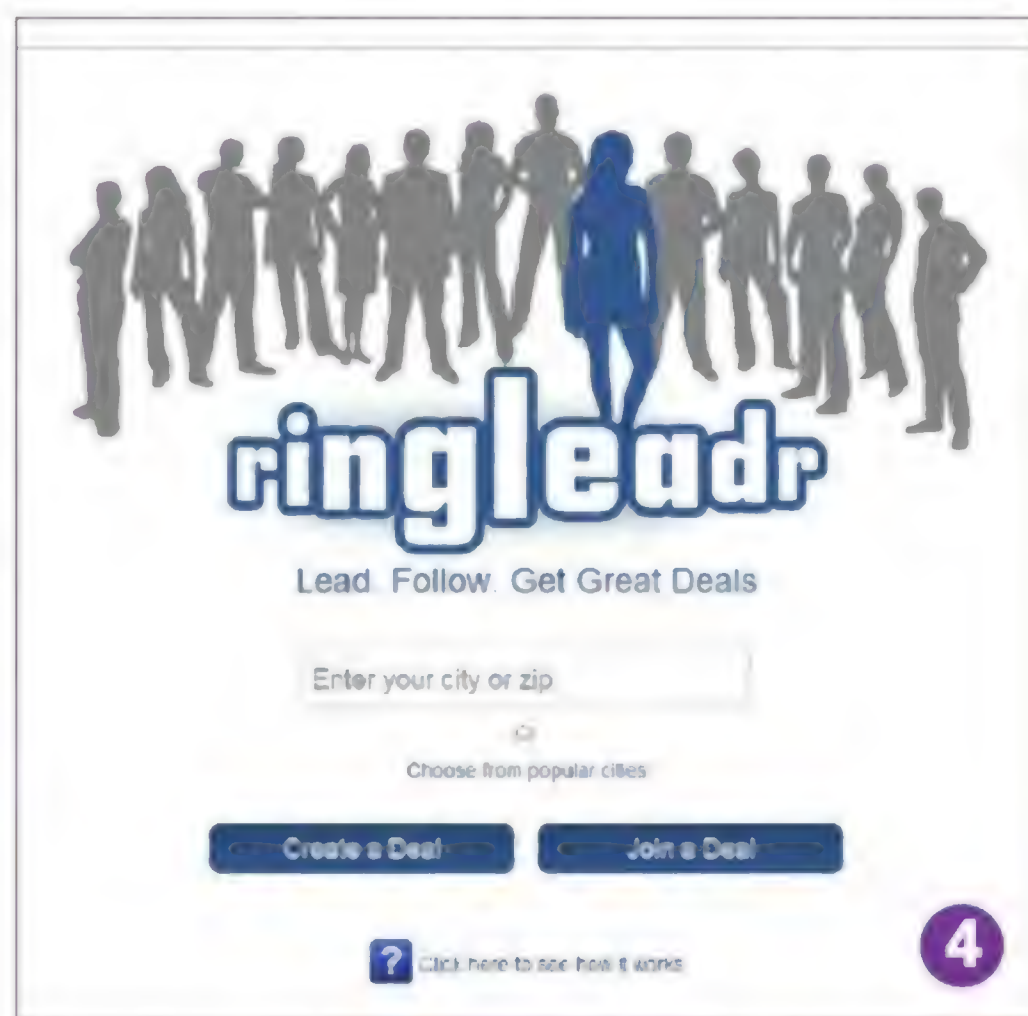 ringleadr
Lead. Follow. Get Great Deals
Enter your city or zip
or
Choose from popular cities
Create a Deal
Join a Deal
? Click here to see how it works
4